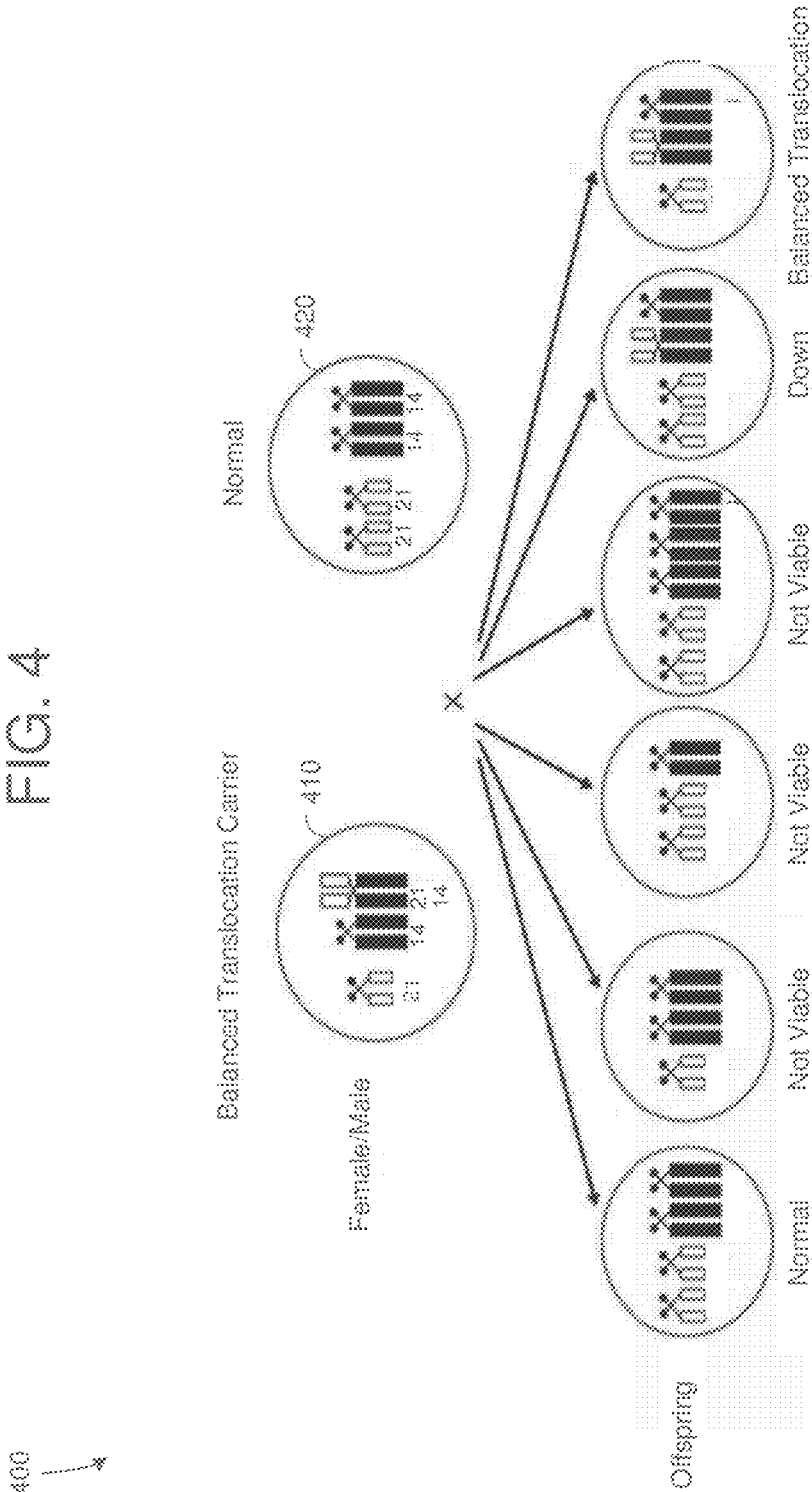 400
FIG. 4
Balanced Translocation Carrier
Normal
410
420
Female/Male
21
14
21
14
21
21
14
14
X
Offspring
Normal
Not Viable
Not Viable
Not Viable
Down
Balanced Translocation